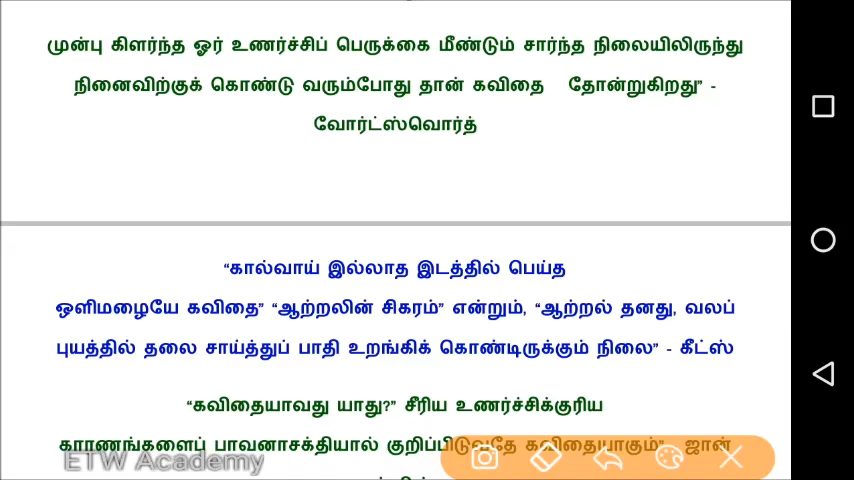 முன்பு கிளர்ந்த ஓர் உணர்ச்சிப் பெருக்கை மீண்டும் சார்ந்த நிலையிலிருந்து
நினைவிற்குக் கொண்டு வரும்போது தான் கவிதை தோன்றுகிறது” -
வோர்ட்ஸ்வொர்த்
“கால்வாய் இல்லாத இடத்தில் பெய்த
ஒளிமழையே கவிதை” “ஆற்றலின் சிகரம்” என்றும், “ஆற்றல் தனது, வலப்
புயத்தில் தலை சாய்த்துப் பாதி உறங்கிக் கொண்டிருக்கும் நிலை” - கீட்ஸ்
“கவிதையாவது யாது?” சீரிய உணர்ச்சிக்குரிய
காரணங்களைப் பாவனாசக்தியால் குறிப்பிடுவதே கவிதையாகும்” ஜான்
ETW Academy